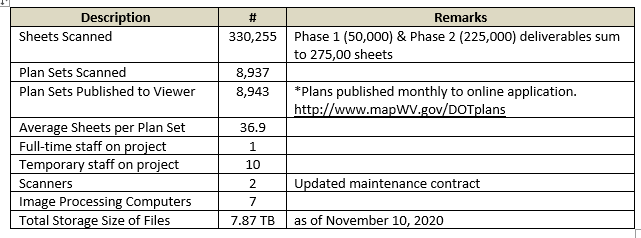 Description # Remarks
Sheets Scanned 330,255 Phase 1 (50,000) & Phase 2 (225,000) deliverables sum
to 275,00 sheets
Plan Sets Scanned 8,937
Plan Sets Published to Viewer 8,943 *Plans published monthly to online application.
http://www.mapWV.gov/DOTplans
Average Sheets per Plan Set 36.9
Full-time staff on project 1
Temporary staff on project 10
Scanners 2 Updated maintenance contract
Image Processing Computers 7
Total Storage Size of Files 7.87 TB as of November 10, 2020